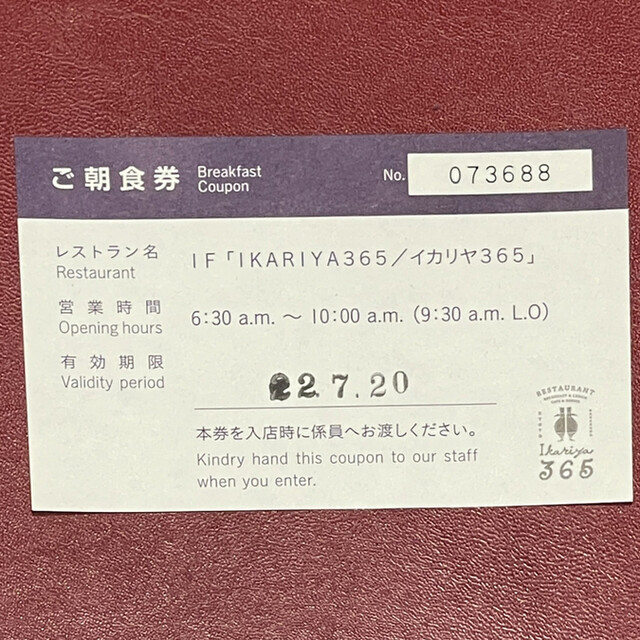 ご朝食券 Breakfast Coupon No. 073688
レストラン名 1F「IKARIYA365／イカリヤ365」
Restaurant
営業時間 6:30 a.m. ～ 10:00 a.m. (9:30 a.m. L.O)
Opening hours
有効期限 22.7.20
Validity period
本券を入店時に係員へお渡しください。
Kindry hand this coupon to our staff
when you enter.
RESTAURANT
Ikariya
365